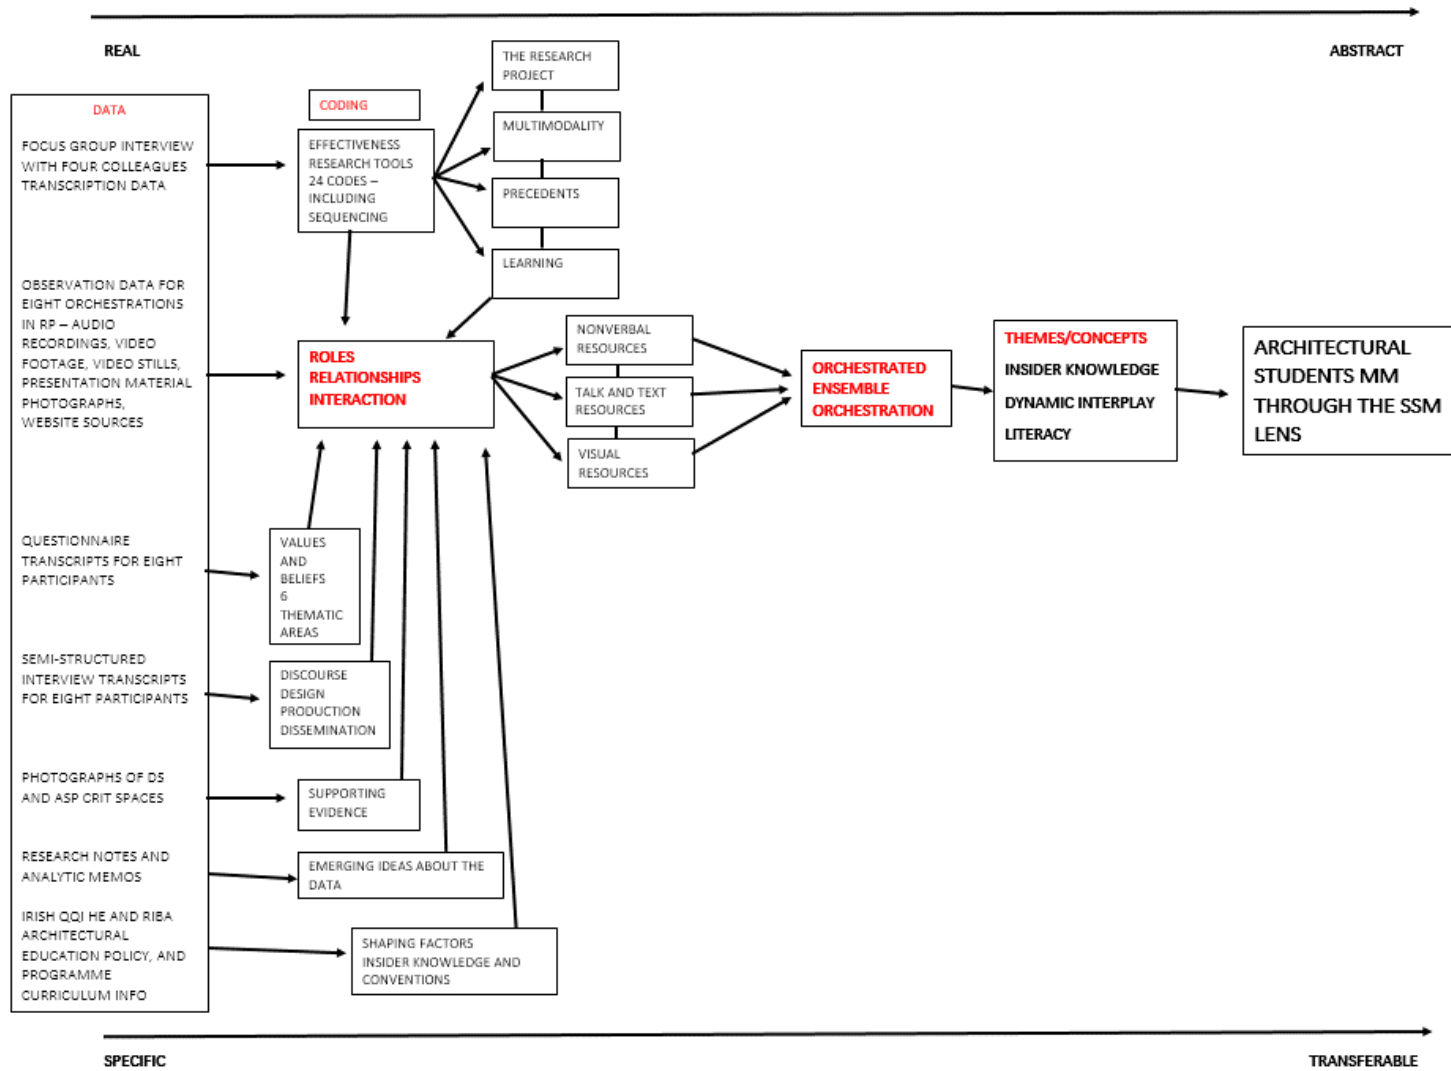 REAL
ABSTRACT
DATA
FOCUS GROUP INTERVIEW
WITH FOUR COLLEAGUES
TRANSCRIPTION DATA
OBSERVATION DATA FOR
EIGHT ORCHESTRATIONS
IN RP – AUDIO
RECORDINGS, VIDEO
FOOTAGE, VIDEO STILLS,
PRESENTATION MATERIAL
PHOTOGRAPHS,
WEBSITE SOURCES
QUESTIONNAIRE
TRANSCRIPTS FOR EIGHT
PARTICIPANTS
SEMI-STRUCTURED
INTERVIEW TRANSCRIPTS
FOR EIGHT PARTICIPANTS
PHOTOGRAPHS OF DS
AND ASP CRIT SPACES
RESEARCH NOTES AND
ANALYTIC MEMOS
IRISH QQI HE AND RIBA
ARCHITECTURAL
EDUCATION POLICY, AND
PROGRAMME
CURRICULUM INFO
CODING
EFFECTIVENESS
RESEARCH TOOLS
24 CODES –
INCLUDING
SEQUENCING
THE RESEARCH
PROJECT
MULTIMODALITY
PRECEDENTS
LEARNING
ROLES
RELATIONSHIPS
INTERACTION
VALUES
AND
BELIEFS
6
THEMATIC
AREAS
DISCOURSE
DESIGN
PRODUCTION
DISSEMINATION
SUPPORTING
EVIDENCE
EMERGING IDEAS ABOUT THE
DATA
SHAPING FACTORS
INSIDER KNOWLEDGE AND
CONVENTIONS
NONVERBAL
RESOURCES
TALK AND TEXT
RESOURCES
VISUAL
RESOURCES
ORCHESTRATED
ENSEMBLE
ORCHESTRATION
THEMES/CONCEPTS
INSIDER KNOWLEDGE
DYNAMIC INTERPLAY
LITERACY
ARCHITECTURAL
STUDENTS MM
THROUGH THE SSM
LENS
SPECIFIC
TRANSFERABLE